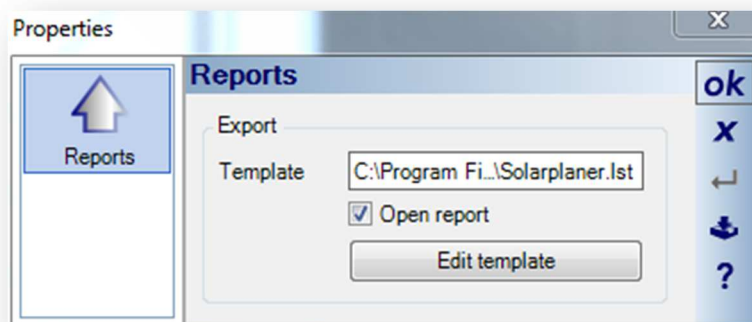 Properties
X
Reports
Reports
Export
Template C:\Program Fi...\Solarplaner.lst
Open report
Edit template
ok
x
?